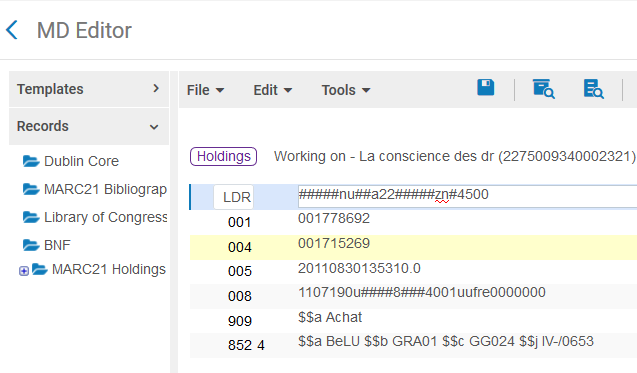 MD Editor
Templates
Records
Dublin Core
MARC21 Bibliograp
Library of Congress
BNF
MARC21 Holdings
File Edit Tools
Holdings Working on - La conscience des dr (2275009340002321)
LDR #####nu##a22#####zn#4500
001 001778692
004 001715269
005 20110830135310.0
008 1107190u####8###4001uufre0000000
909 $$a Achat
852 4 $$a BeLU $$b GRA01 $$c GG024 $$j IV-/0653